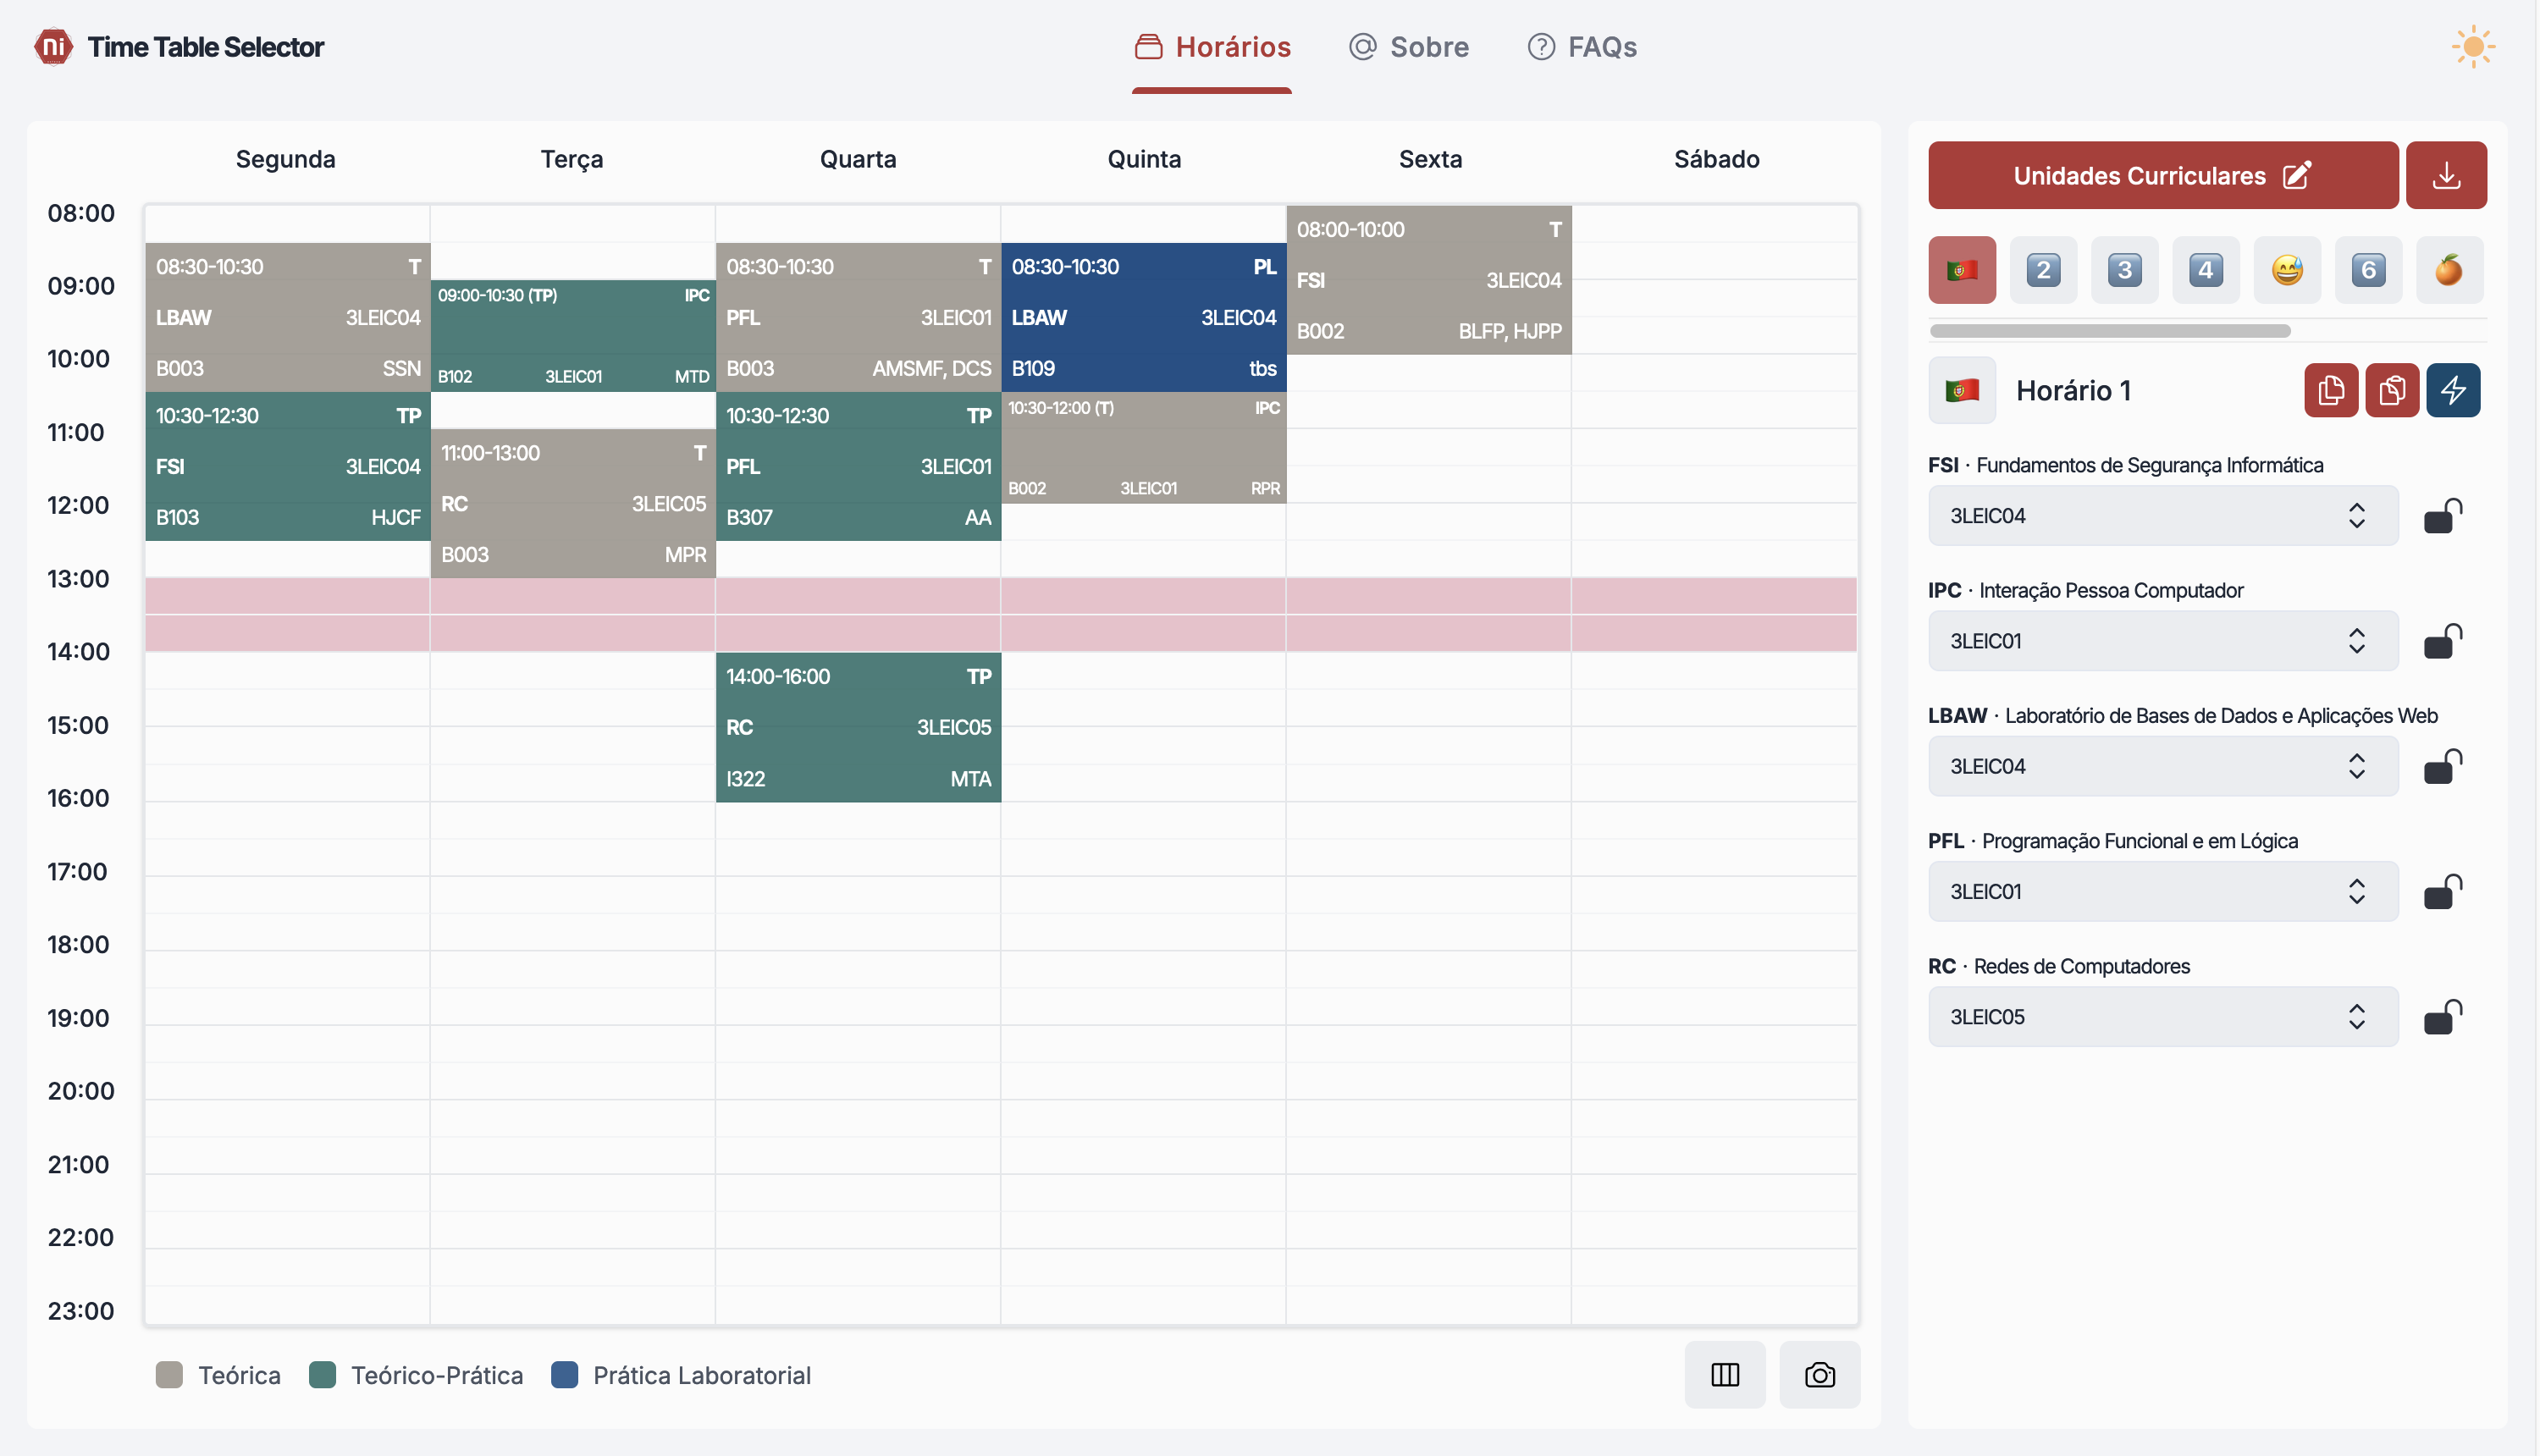 ni Time Table Selector
Horários
Sobre
FAQs
Segunda Terça Quarta Quinta Sexta Sábado
08:00
09:00
10:00
11:00
12:00
13:00
14:00
15:00
16:00
17:00
18:00
19:00
20:00
21:00
22:00
23:00
08:30-10:30 T
LBAW 3LEIC04
B003 SSN
10:30-12:30 TP
FSI 3LEIC04
B103 HJCF
09:00-10:30 (TP) IPC
B102 3LEIC01 MTD
11:00-13:00 T
RC 3LEIC05
B003 MPR
08:30-10:30 T
PFL 3LEIC01
B003 AMSMF, DCS
10:30-12:30 TP
PFL 3LEIC01
B307 AA
14:00-16:00 TP
RC 3LEIC05
I322 MTA
08:30-10:30 PL
LBAW 3LEIC04
B109 tbs
10:30-12:00 (T) IPC
B002 3LEIC01 RPR
08:00-10:00 T
FSI 3LEIC04
B002 BLFP, HJPP
Teórica Teórico-Prática Prática Laboratorial
Unidades Curriculares
2 3 4 6
Horário 1
FSI · Fundamentos de Segurança Informática
3LEIC04
IPC · Interação Pessoa Computador
3LEIC01
LBAW · Laboratório de Bases de Dados e Aplicações Web
3LEIC04
PFL · Programação Funcional e em Lógica
3LEIC01
RC · Redes de Computadores
3LEIC05